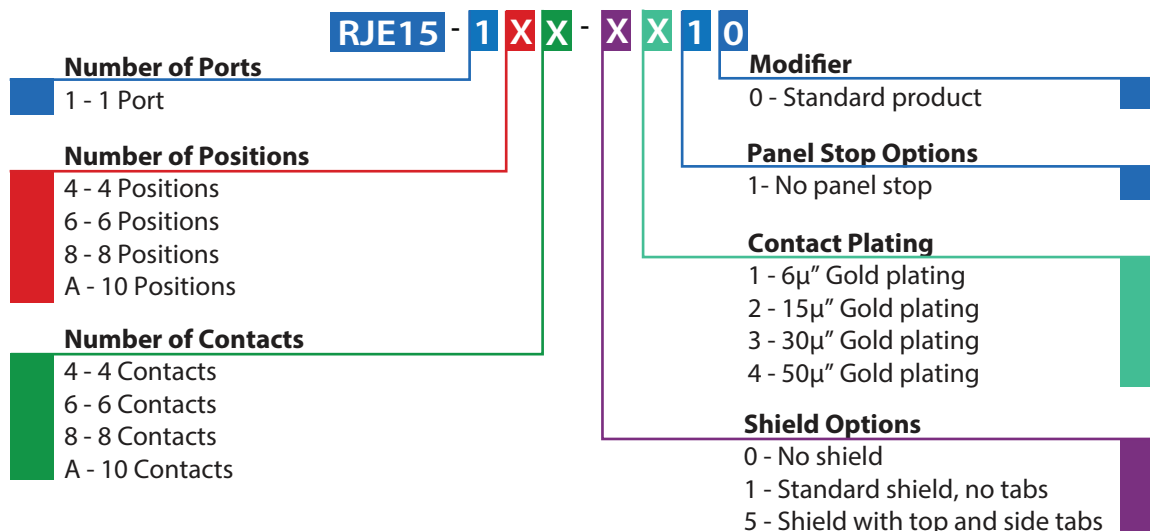 RJE15 - 1 X X - X X 1 0
Number of Ports
1 - 1 Port
Number of Positions
4 - 4 Positions
6 - 6 Positions
8 - 8 Positions
A - 10 Positions
Number of Contacts
4 - 4 Contacts
6 - 6 Contacts
8 - 8 Contacts
A - 10 Contacts
Modifier
0 - Standard product
Panel Stop Options
1- No panel stop
Contact Plating
1 - 6µ” Gold plating
2 - 15µ” Gold plating
3 - 30µ” Gold plating
4 - 50µ” Gold plating
Shield Options
0 - No shield
1 - Standard shield, no tabs
5 - Shield with top and side tabs